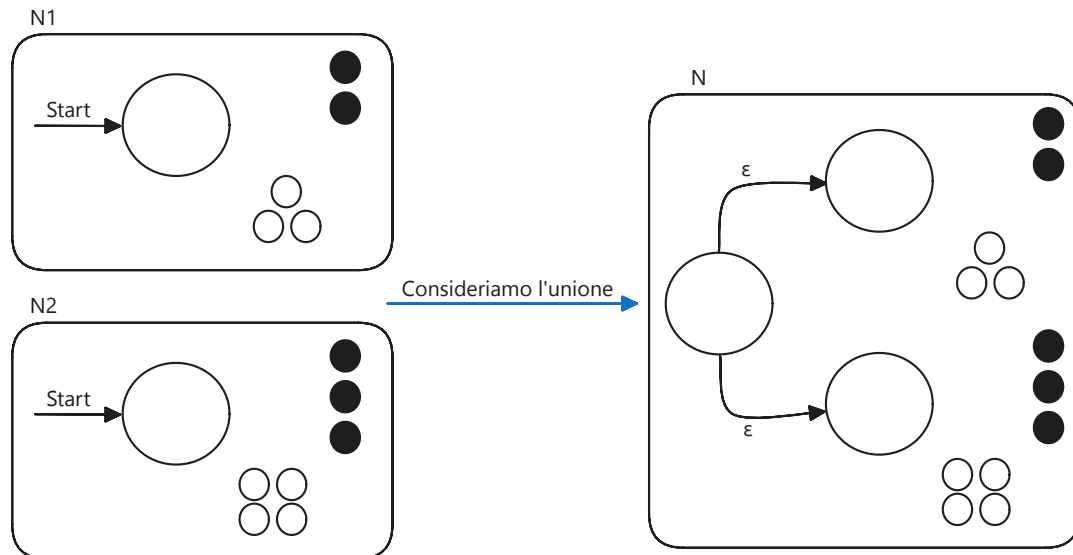 N1
Start
N2
Start
Consideriamo l'unione
N
ε
ε